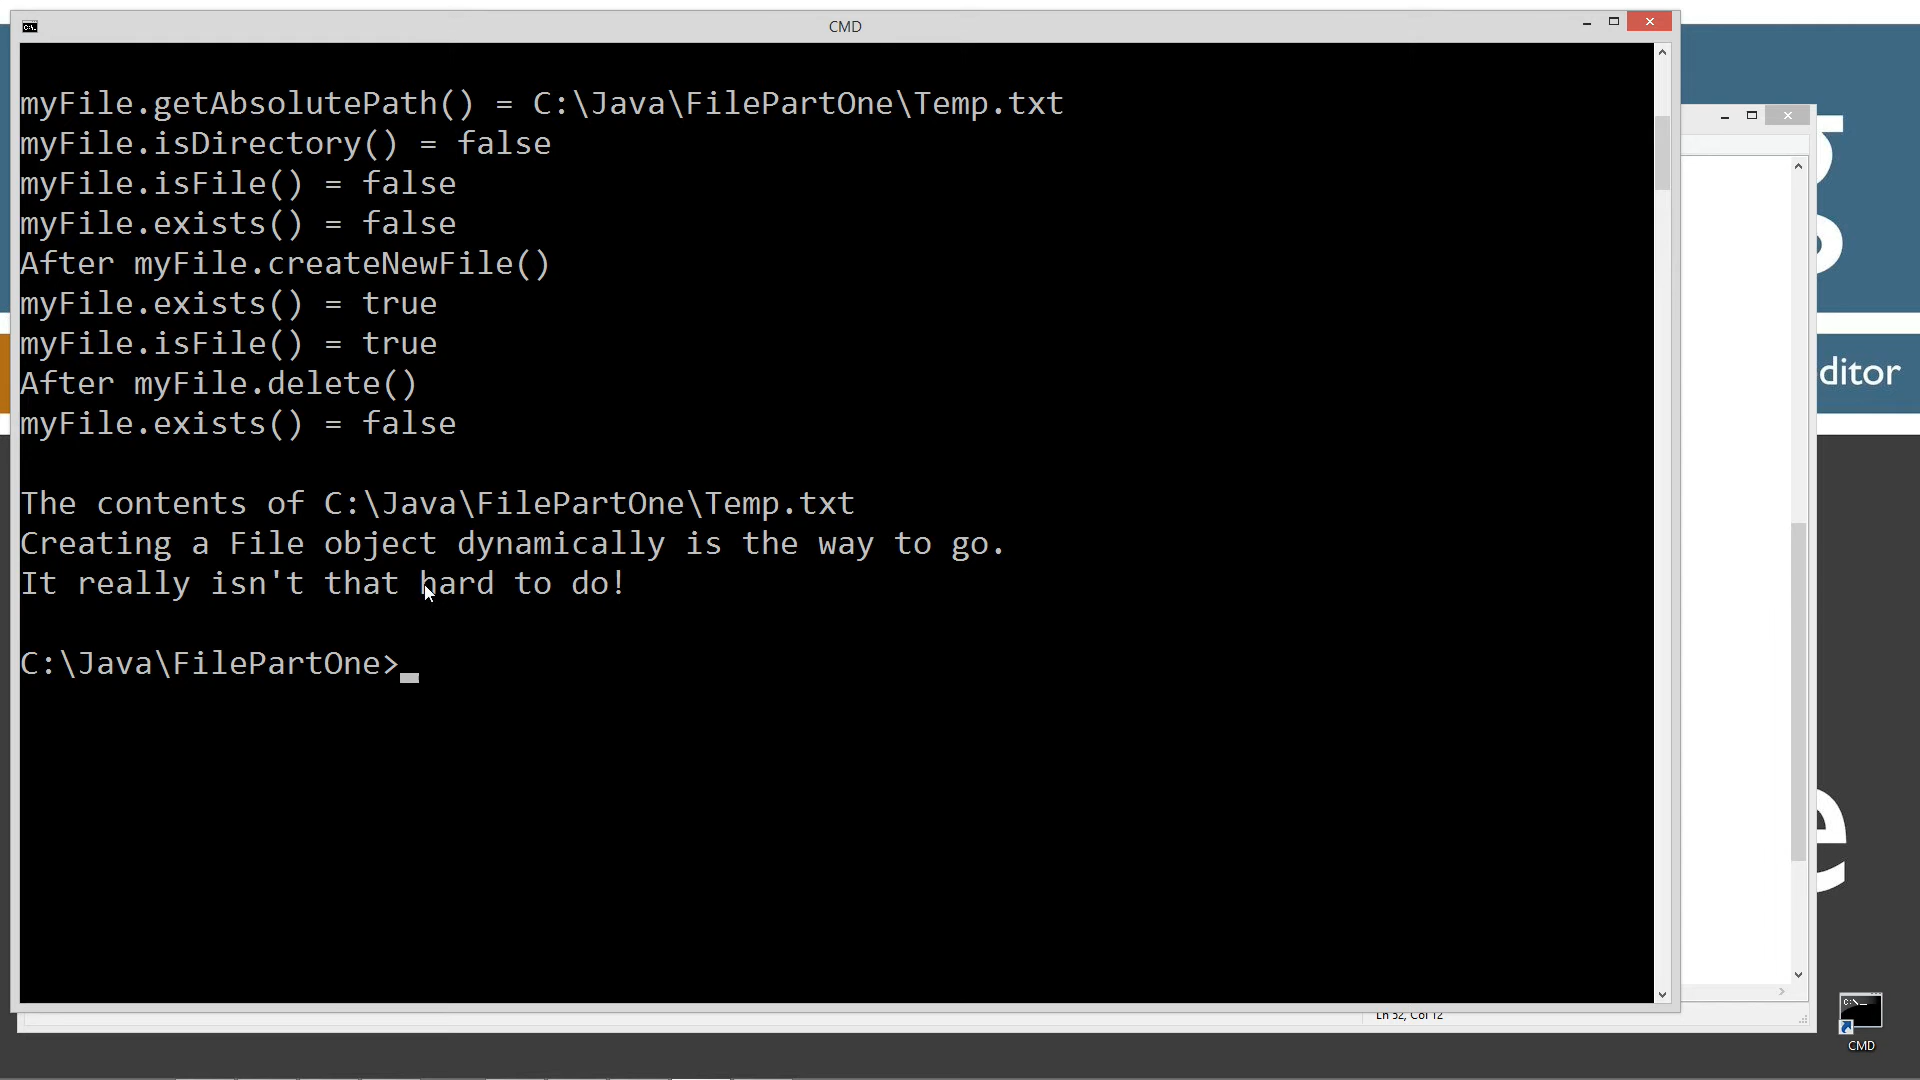 CMD
myFile.getAbsolutePath() = C:\Java\FilePartOne\Temp.txt
myFile.isDirectory() = false
myFile.isFile() = false
myFile.exists() = false
After myFile.createNewFile()
myFile.exists() = true
myFile.isFile() = true
After myFile.delete()
myFile.exists() = false
The contents of C:\Java\FilePartOne\Temp.txt
Creating a File object dynamically is the way to go.
It really isn't that hard to do!
C:\Java\FilePartOne>
ditor
e
CMD